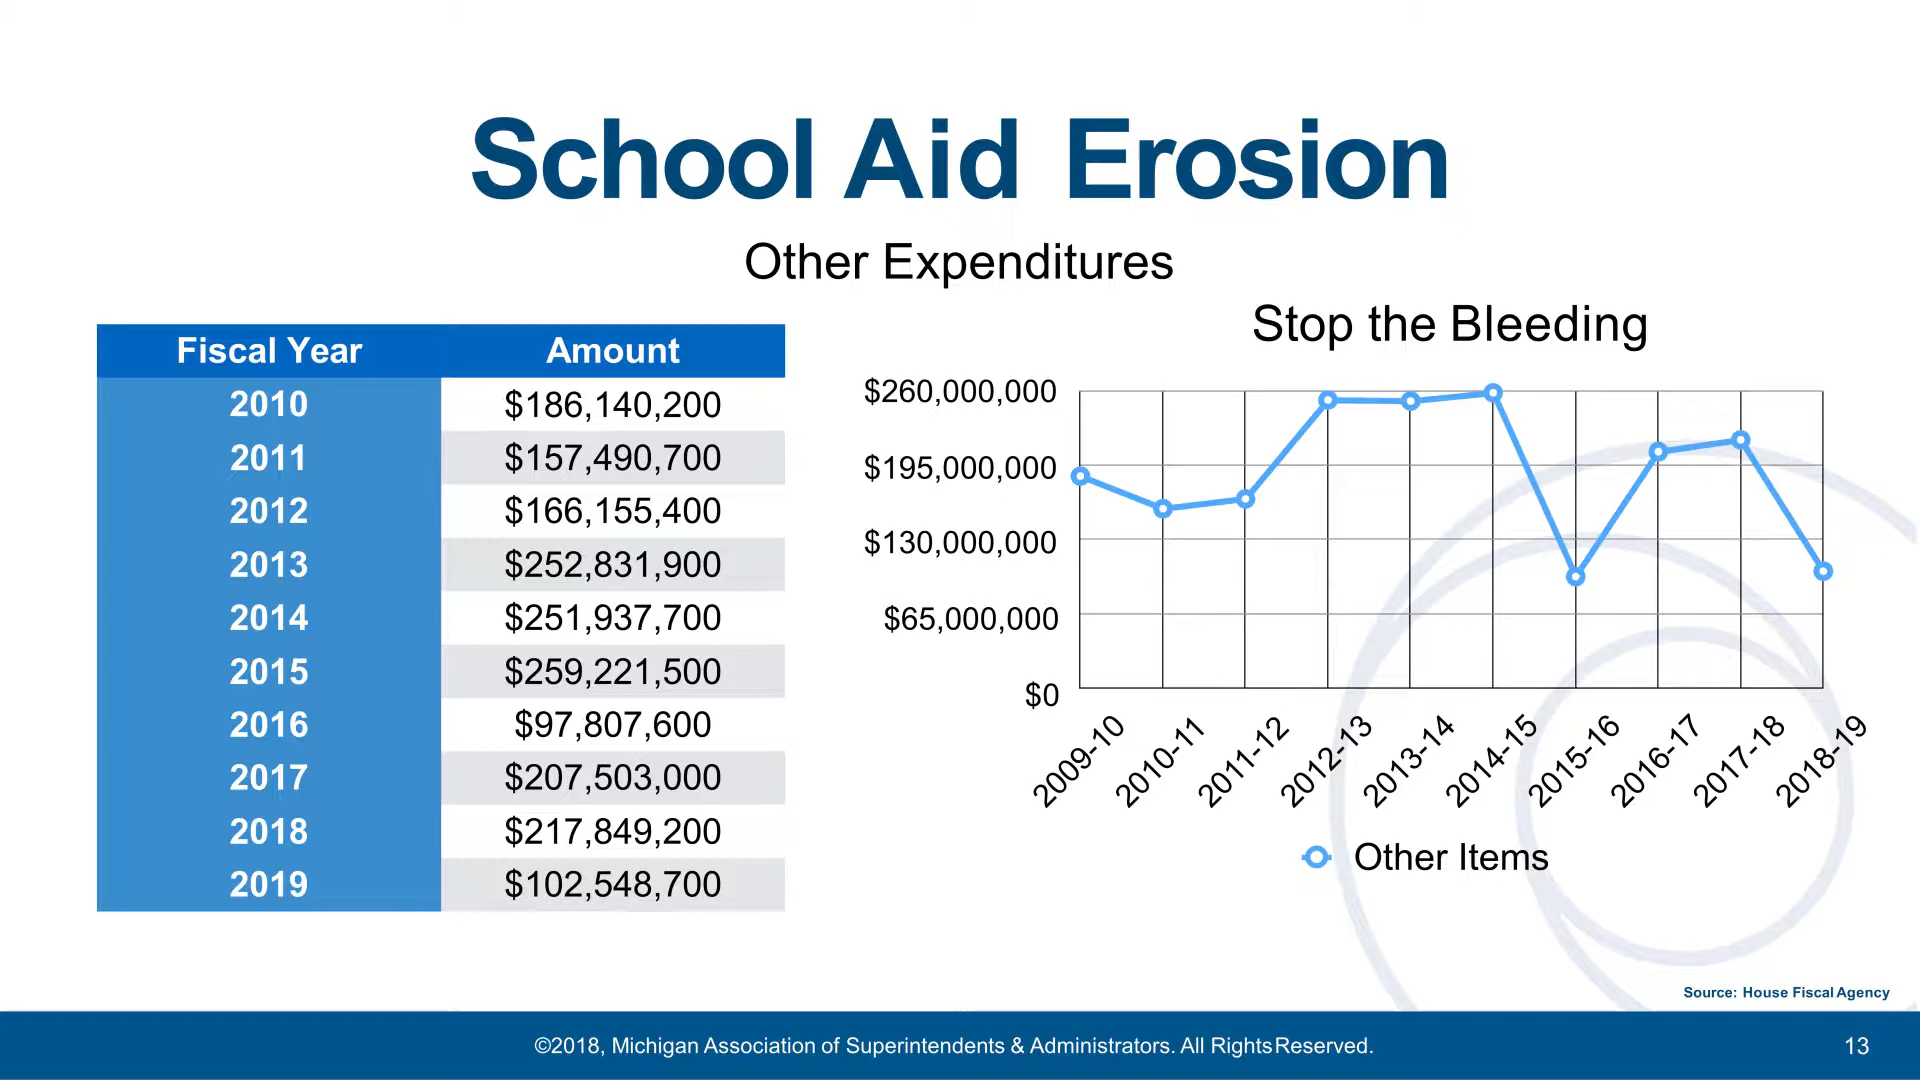 School Aid Erosion
Other Expenditures
Fiscal Year Amount
2010 $186,140,200
2011 $157,490,700
2012 $166,155,400
2013 $252,831,900
2014 $251,937,700
2015 $259,221,500
2016 $97,807,600
2017 $207,503,000
2018 $217,849,200
2019 $102,548,700
Stop the Bleeding
$260,000,000
$195,000,000
$130,000,000
$65,000,000
$0
2009-10 2010-11 2011-12 2012-13 2013-14 2014-15 2015-16 2016-17 2017-18 2018-19
Other Items
Source: House Fiscal Agency
©2018, Michigan Association of Superintendents & Administrators. All Rights Reserved.
13